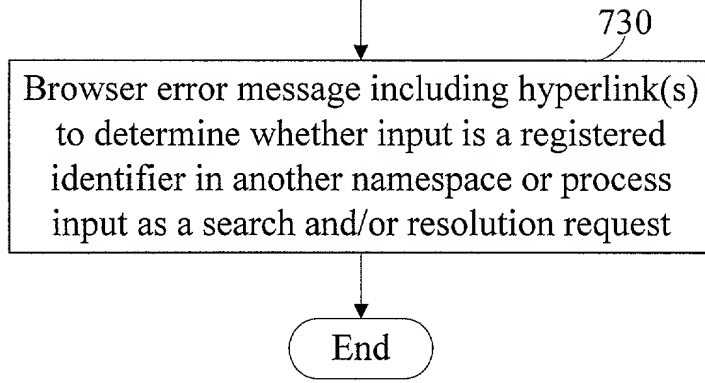 730
Browser error message including hyperlink(s)
to determine whether input is a registered
identifier in another namespace or process
input as a search and/or resolution request
End